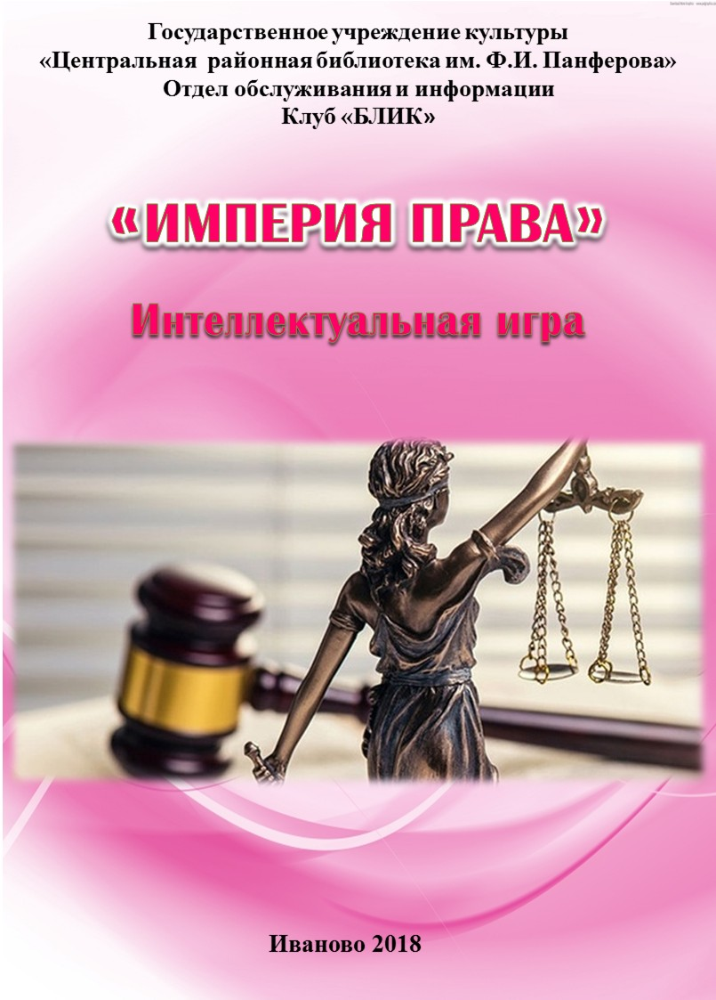 Государственное учреждение культуры
«Центральная районная библиотека им. Ф.И. Панферова»
Отдел обслуживания и информации
Клуб «БЛИК»
«ИМПЕРИЯ ПРАВА»
Интеллектуальная игра
Иваново 2018